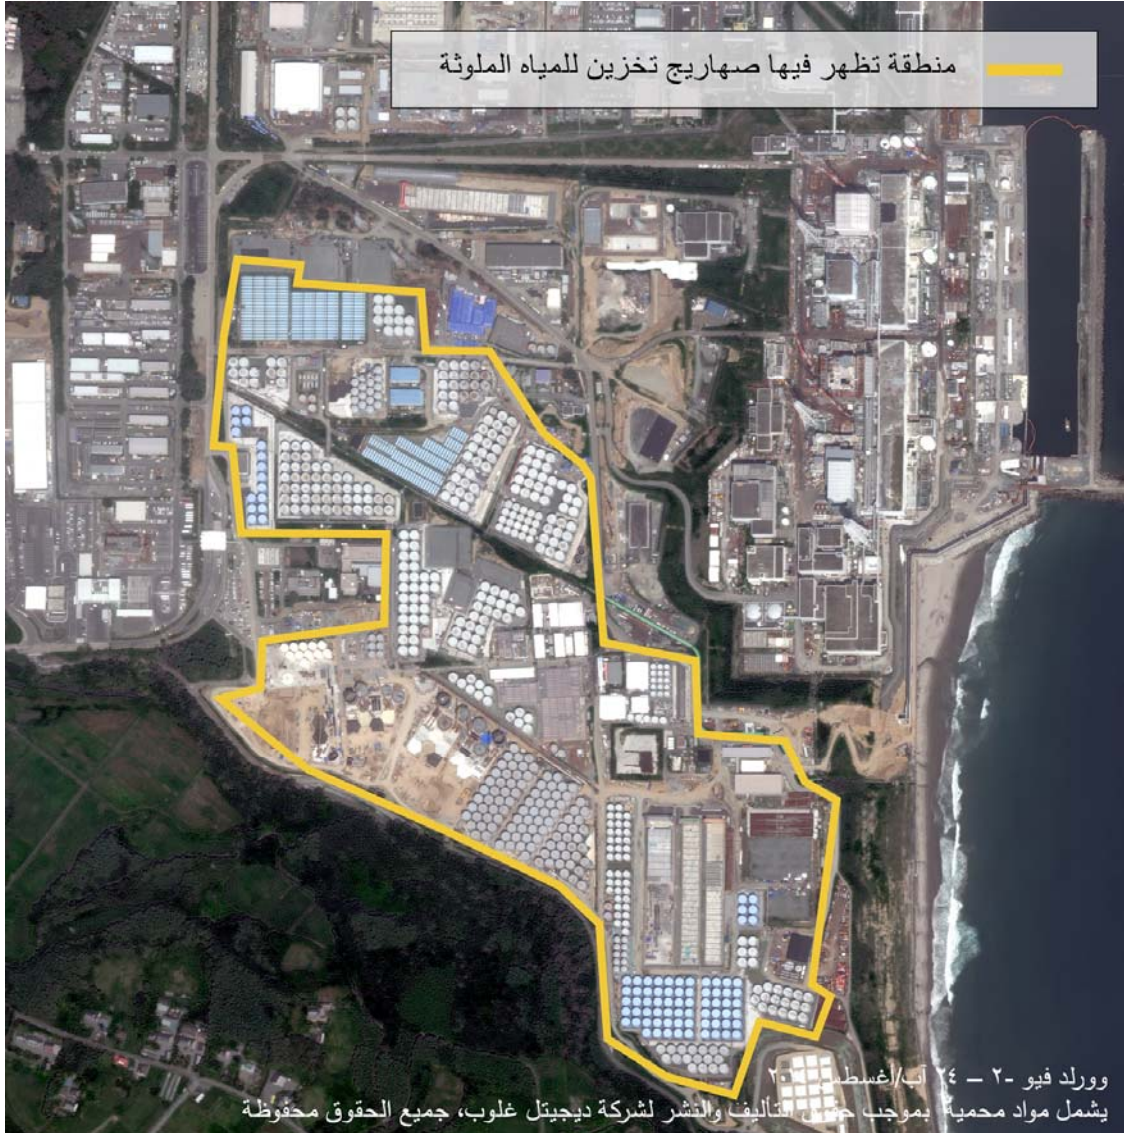 منطقة تظهر فيها صهاريج تخزين للمياه الملوثة
وورلد فيو -٢ – ٢٤ آب/أغسطس
يشمل مواد محمية بموجب حقوق التأليف والنشر لشركة ديجيتل غلوب، جميع الحقوق محفوظة